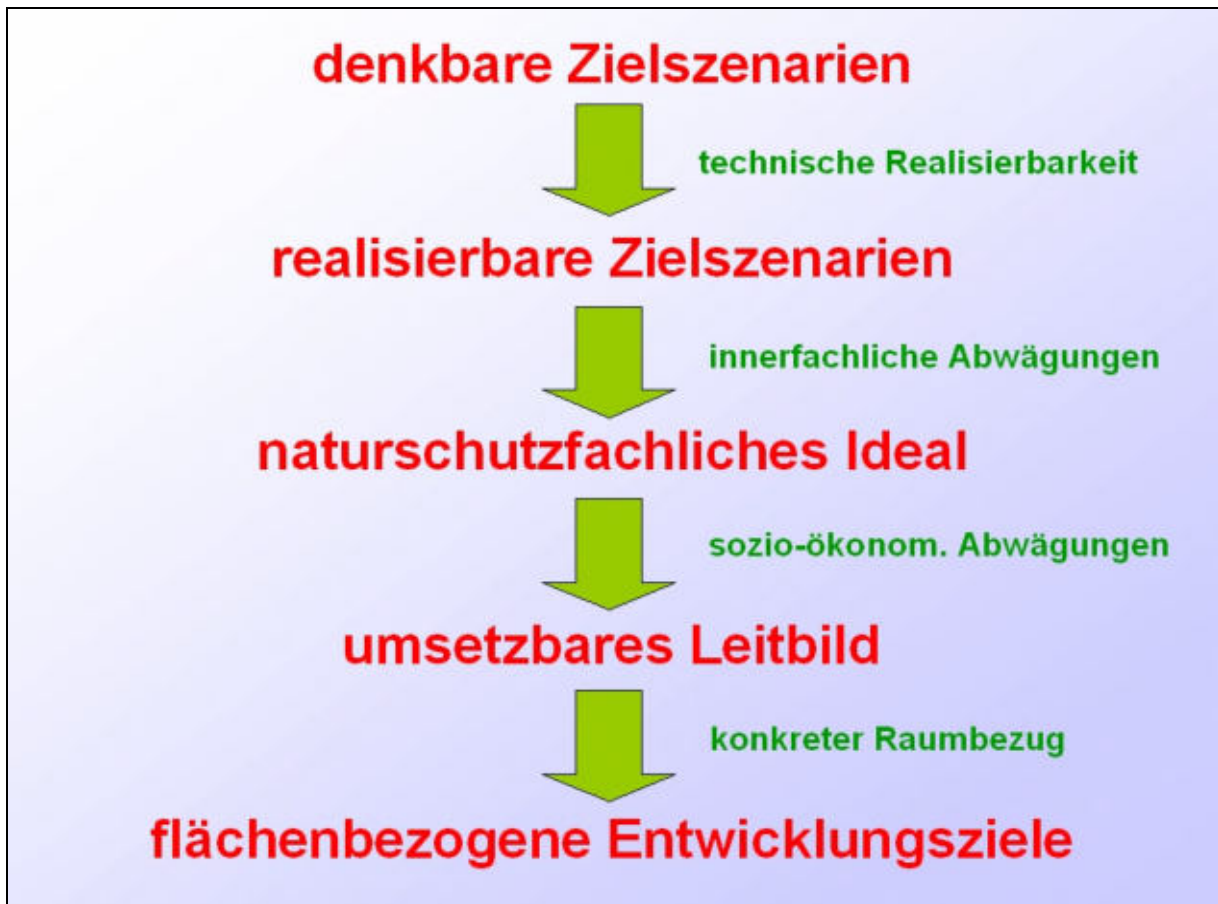 denkbare Zielszenarien
technische Realisierbarkeit
realisierbare Zielszenarien
innerfachliche Abwägungen
naturschutzfachliches Ideal
sozio-ökonom. Abwägungen
umsetzbares Leitbild
konkreter Raumbezug
flächenbezogene Entwicklungsziele